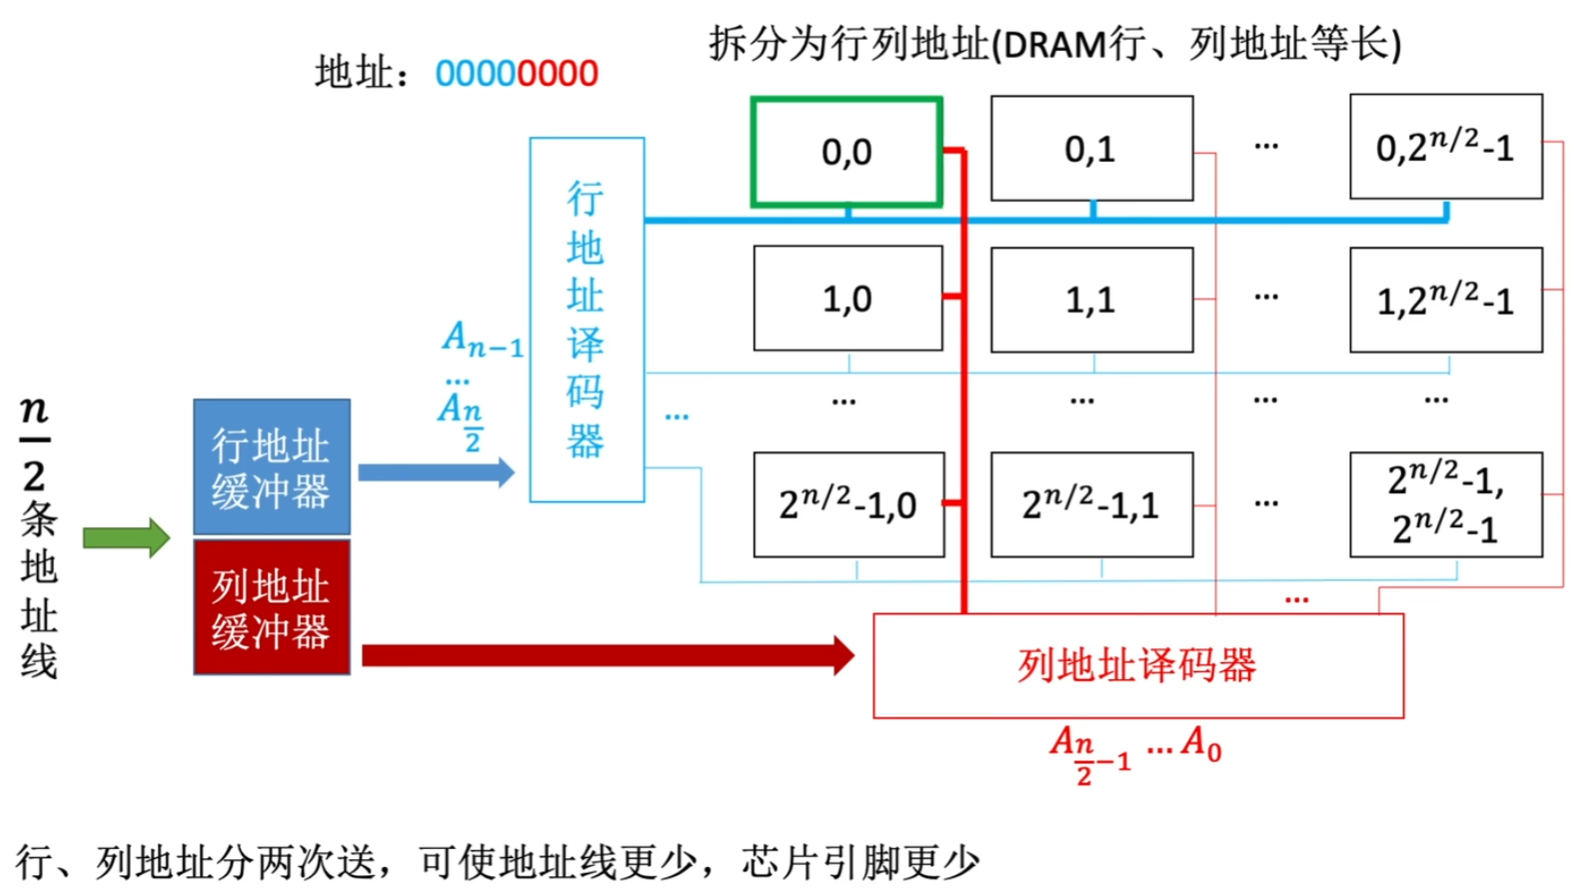 拆分为行列地址(DRAM行、列地址等长)
地址：00000000
0,0
0,1
...
0,2^{n/2}-1
行地址译码器
1,0
1,1
...
1,2^{n/2}-1
A_{n-1}
...
A_{\frac{n}{2}}
...
...
...
...
...
\frac{n}{2}条地址线
行地址
缓冲器
2^{n/2}-1,0
2^{n/2}-1,1
...
2^{n/2}-1,
2^{n/2}-1
列地址
缓冲器
...
列地址译码器
A_{\frac{n}{2}-1} ...A_0
行、列地址分两次送，可使地址线更少，芯片引脚更少